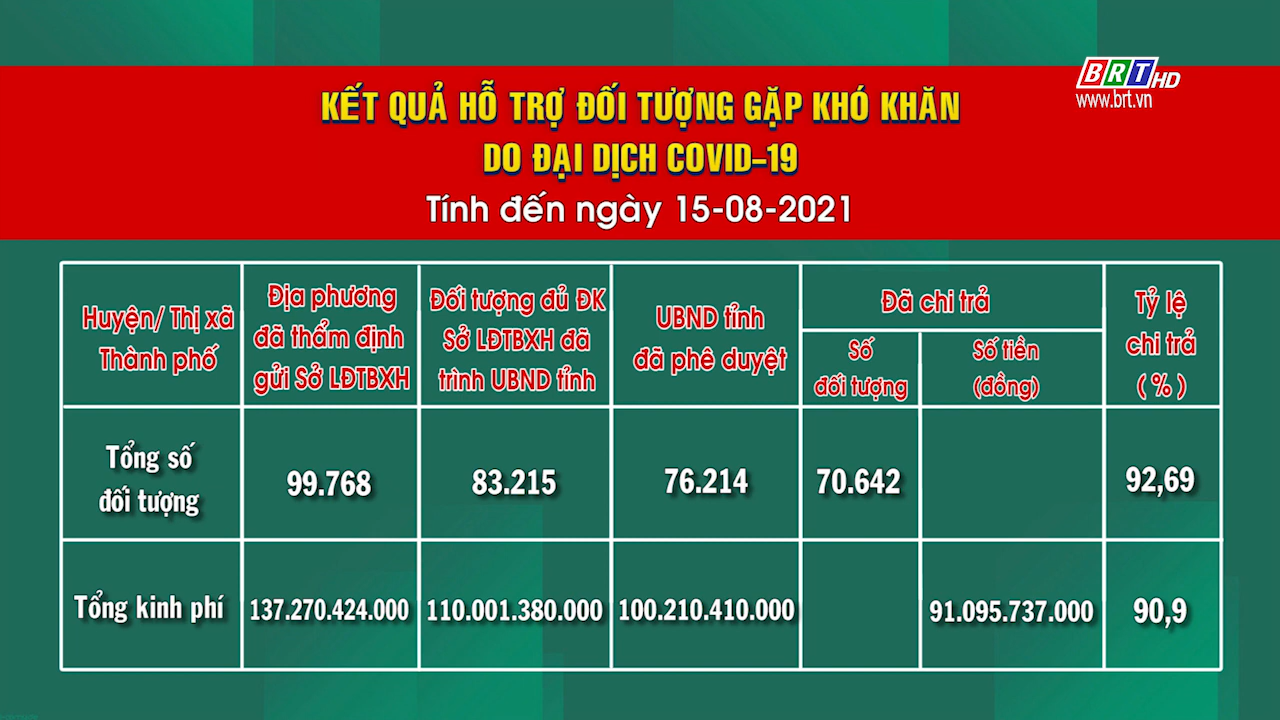 BRT HD
www.brt.vn
KẾT QUẢ HỖ TRỢ ĐỐI TƯỢNG GẶP KHÓ KHĂN
DO ĐẠI DỊCH COVID-19
Tính đến ngày 15-08-2021
Huyện/ Thị xã
Thành phố
Địa phương
đã thẩm định
gửi Sở LĐTBXH
Đối tượng đủ ĐK
Sở LĐTBXH đã
trình UBND tỉnh
UBND tỉnh
đã phê duyệt
Đã chi trả
Số
đối tượng
Số tiền
(đồng)
Tỷ lệ
chi trả
( % )
Tổng số
đối tượng
99.768
83.215
76.214
70.642
92,69
Tổng kinh phí
137.270.424.000
110.001.380.000
100.210.410.000
91.095.737.000
90,9